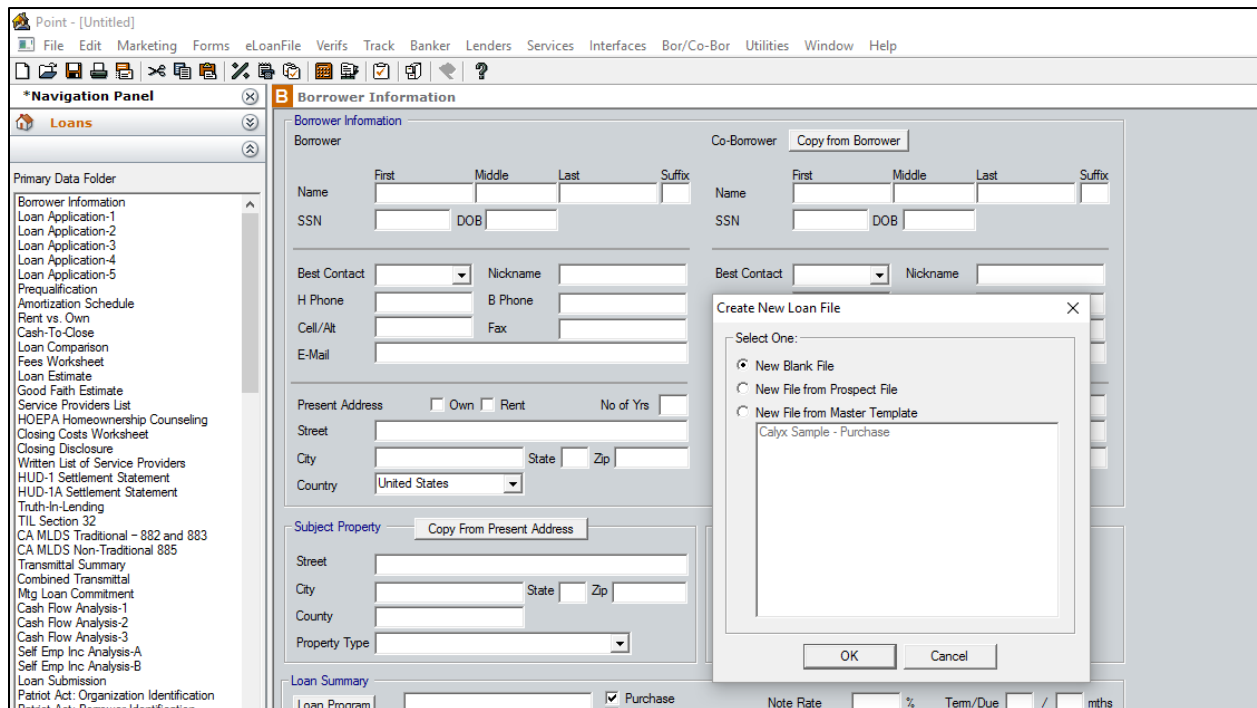 Point - [Untitled]
File Edit Marketing Forms eLoanFile Verifs Track Banker Lenders Services Interfaces Bor/Co-Bor Utilities Window Help
*Navigation Panel
Loans
Primary Data Folder
Borrower Information
Loan Application-1
Loan Application-2
Loan Application-3
Loan Application-4
Loan Application-5
Prequalification
Amortization Schedule
Rent vs. Own
Cash-To-Close
Loan Comparison
Fees Worksheet
Loan Estimate
Good Faith Estimate
Service Providers List
HOEPA Homeownership Counseling
Closing Costs Worksheet
Closing Disclosure
Written List of Service Providers
HUD-1 Settlement Statement
HUD-1A Settlement Statement
Truth-In-Lending
TIL Section 32
CA MLDS Traditional – 882 and 883
CA MLDS Non-Traditional 885
Transmittal Summary
Combined Transmittal
Mtg Loan Commitment
Cash Flow Analysis-1
Cash Flow Analysis-2
Cash Flow Analysis-3
Self Emp Inc Analysis-A
Self Emp Inc Analysis-B
Loan Submission
Patriot Act: Organization Identification
B Borrower Information
Borrower Information
Borrower
First Middle Last Suffix
Name
SSN DOB
Best Contact Nickname
H Phone B Phone
Cell/Alt Fax
E-Mail
Present Address Own Rent No of Yrs
Street
City State Zip
Country United States
Co-Borrower Copy from Borrower
First Middle Last Suffix
Name
SSN DOB
Best Contact Nickname
Subject Property Copy From Present Address
Street
City State Zip
County
Property Type
Loan Summary
Loan Program Purchase Note Rate % Term/Due / mths
Create New Loan File
Select One:
New Blank File
New File from Prospect File
New File from Master Template
Calyx Sample - Purchase
OK Cancel